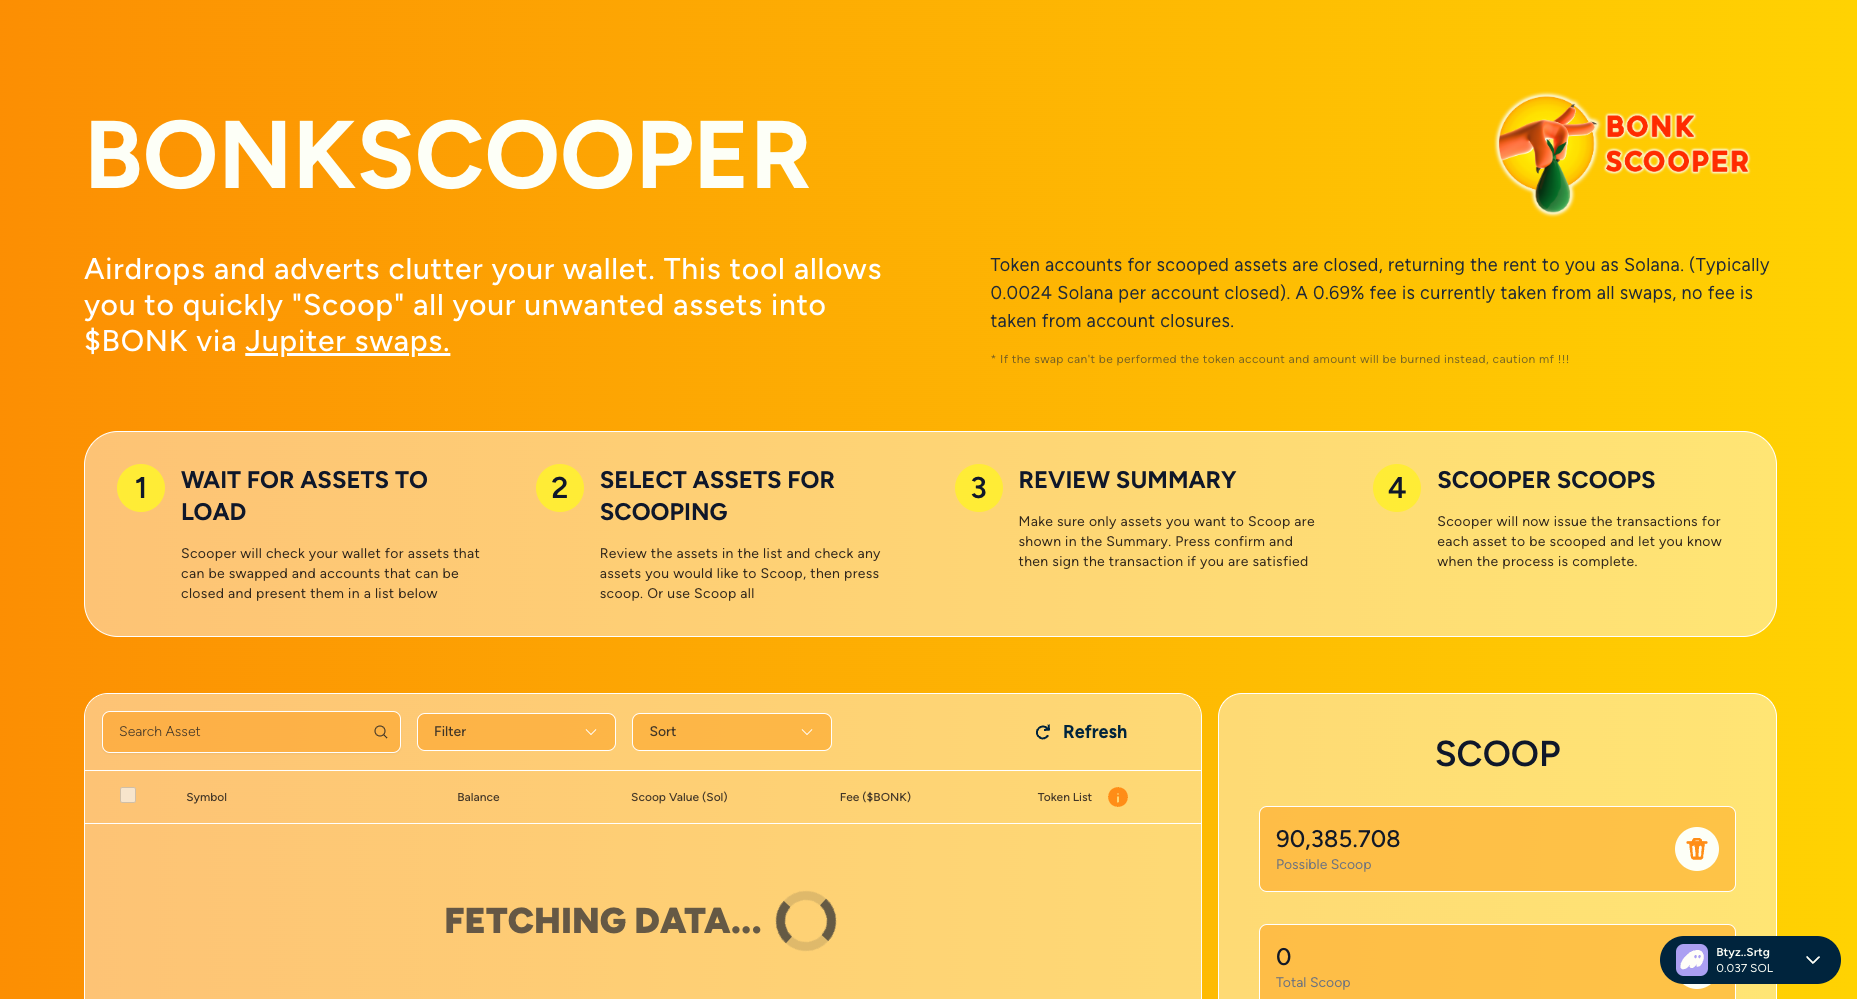 BONKSCOOPER
BONK
SCOOPER
Airdrops and adverts clutter your wallet. This tool allows
you to quickly "Scoop" all your unwanted assets into
$BONK via Jupiter swaps.
Token accounts for scooped assets are closed, returning the rent to you as Solana. (Typically
0.0024 Solana per account closed). A 0.69% fee is currently taken from all swaps, no fee is
taken from account closures.
* If the swap can't be performed the token account and amount will be burned instead, caution mf !!!
1
WAIT FOR ASSETS TO
LOAD
Scooper will check your wallet for assets that
can be swapped and accounts that can be
closed and present them in a list below
2
SELECT ASSETS FOR
SCOOPING
Review the assets in the list and check any
assets you would like to Scoop, then press
scoop. Or use Scoop all
3
REVIEW SUMMARY
Make sure only assets you want to Scoop are
shown in the Summary. Press confirm and
then sign the transaction if you are satisfied
4
SCOOPER SCOOPS
Scooper will now issue the transactions for
each asset to be scooped and let you know
when the process is complete.
Search Asset
Filter
Sort
Refresh
Symbol
Balance
Scoop Value (Sol)
Fee ($BONK)
Token List
i
FETCHING DATA...
SCOOP
90,385.708
Possible Scoop
0
Total Scoop
Btyz..Srtg
0.037 SOL